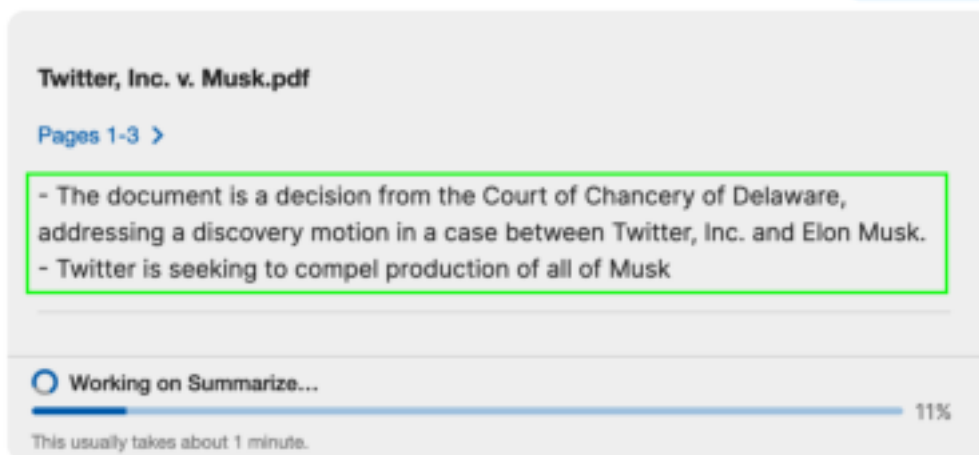 Twitter, Inc. v. Musk.pdf
Pages 1-3 >
- The document is a decision from the Court of Chancery of Delaware,
addressing a discovery motion in a case between Twitter, Inc. and Elon Musk.
- Twitter is seeking to compel production of all of Musk
Working on Summarize...
11%
This usually takes about 1 minute.